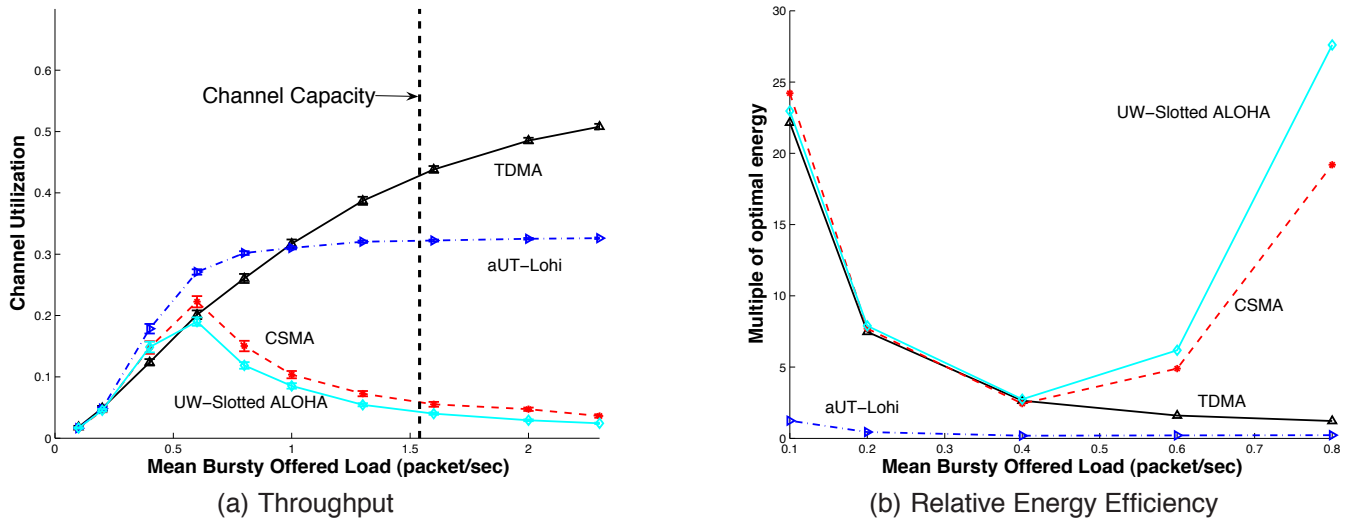 0.6
0.5
0.4
0.3
0.2
0.1
0
Channel Utilization
Channel Capacity
TDMA
aUT-Lohi
CSMA
UW-Slotted ALOHA
0 0.5 1 1.5 2
Mean Bursty Offered Load (packet/sec)
(a) Throughput
30
25
20
15
10
5
0
Multiple of optimal energy
UW-Slotted ALOHA
CSMA
aUT-Lohi
TDMA
0.1 0.2 0.3 0.4 0.5 0.6 0.7 0.8
Mean Bursty Offered Load (packet/sec)
(b) Relative Energy Efficiency